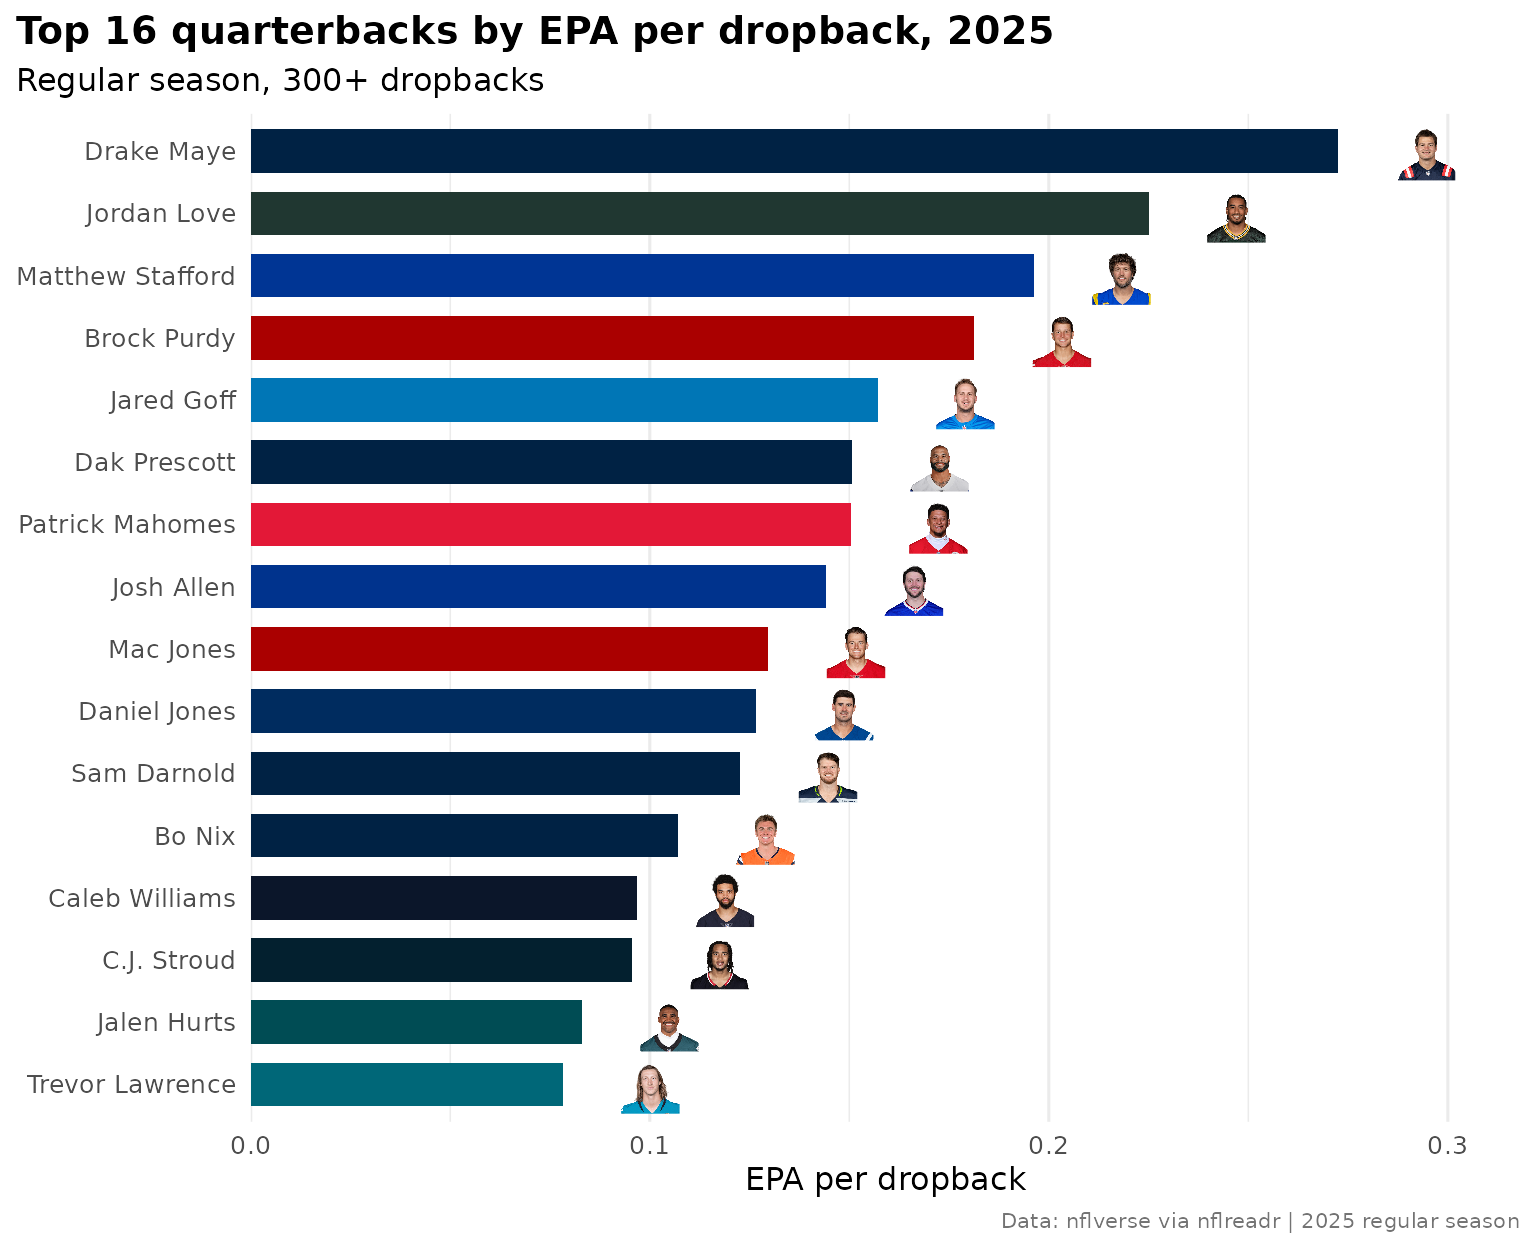 Top 16 quarterbacks by EPA per dropback, 2025
Regular season, 300+ dropbacks
Drake Maye
Jordan Love
Matthew Stafford
Brock Purdy
Jared Goff
Dak Prescott
Patrick Mahomes
Josh Allen
Mac Jones
Daniel Jones
Sam Darnold
Bo Nix
Caleb Williams
C.J. Stroud
Jalen Hurts
Trevor Lawrence
0.0 0.1 0.2 0.3
EPA per dropback
Data: nflverse via nflreadr | 2025 regular season